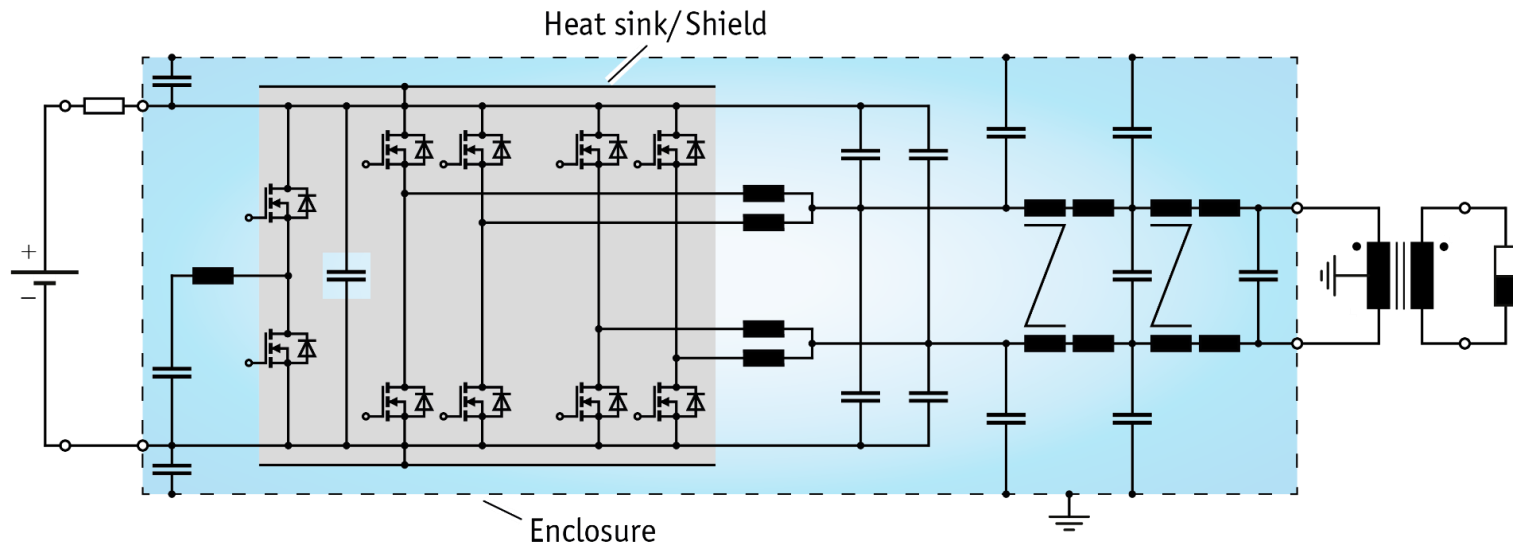 Heat sink/Shield
+
−
Enclosure